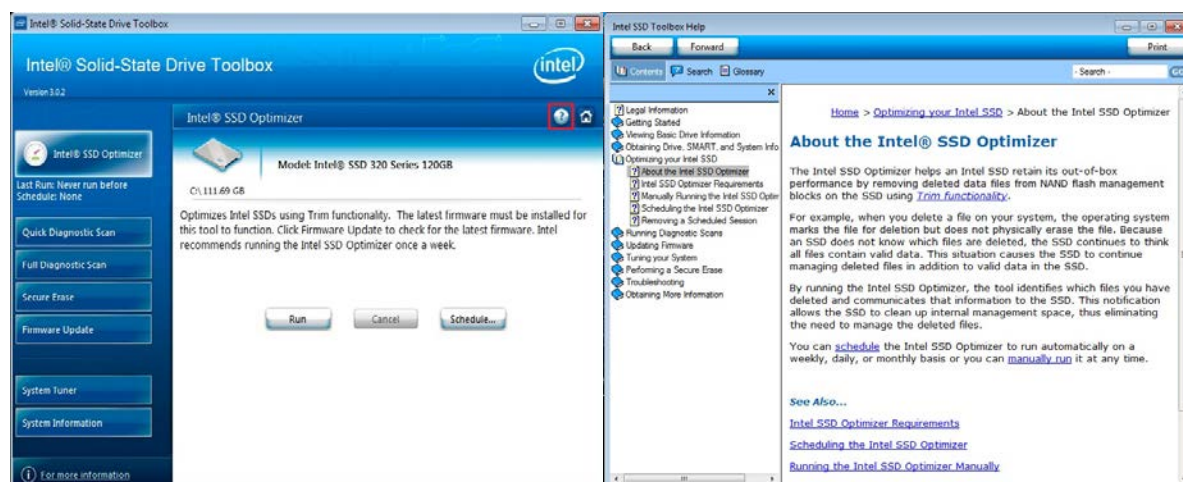 Intel® Solid-State Drive Toolbox
Intel® Solid-State Drive Toolbox
(intel)
Version 3.0.2
Intel® SSD Optimizer
Intel® SSD Optimizer
Last Run: Never run before
Schedule: None
Quick Diagnostic Scan
Full Diagnostic Scan
Secure Erase
Firmware Update
System Tuner
System Information
For more information
Model: Intel® SSD 320 Series 120GB
C:\ 111.69 GB
Optimizes Intel SSDs using Trim functionality. The latest firmware must be installed for
this tool to function. Click Firmware Update to check for the latest firmware. Intel
recommends running the Intel SSD Optimizer once a week.
Run Cancel Schedule...
Intel SSD Toolbox Help
Back Forward Print
Contents Search Glossary - Search - GO
Legal Information
Getting Started
Viewing Basic Drive Information
Obtaining Drive, SMART, and System Info
Optimizing your Intel SSD
About the Intel SSD Optimizer
Intel SSD Optimizer Requirements
Manually Running the Intel SSD Optim
Scheduling the Intel SSD Optimizer
Removing a Scheduled Session
Running Diagnostic Scans
Updating Firmware
Tuning your System
Performing a Secure Erase
Troubleshooting
Obtaining More Information
Home > Optimizing your Intel SSD > About the Intel SSD Optimizer
About the Intel® SSD Optimizer
The Intel SSD Optimizer helps an Intel SSD retain its out-of-box
performance by removing deleted data files from NAND flash management
blocks on the SSD using Trim functionality.
For example, when you delete a file on your system, the operating system
marks the file for deletion but does not physically erase the file. Because
an SSD does not know which files are deleted, the SSD continues to think
all files contain valid data. This situation causes the SSD to continue
managing deleted files in addition to valid data in the SSD.
By running the Intel SSD Optimizer, the tool identifies which files you have
deleted and communicates that information to the SSD. This notification
allows the SSD to clean up internal management space, thus eliminating
the need to manage the deleted files.
You can schedule the Intel SSD Optimizer to run automatically on a
weekly, daily, or monthly basis or you can manually run it at any time.
See Also...
Intel SSD Optimizer Requirements
Scheduling the Intel SSD Optimizer
Running the Intel SSD Optimizer Manually